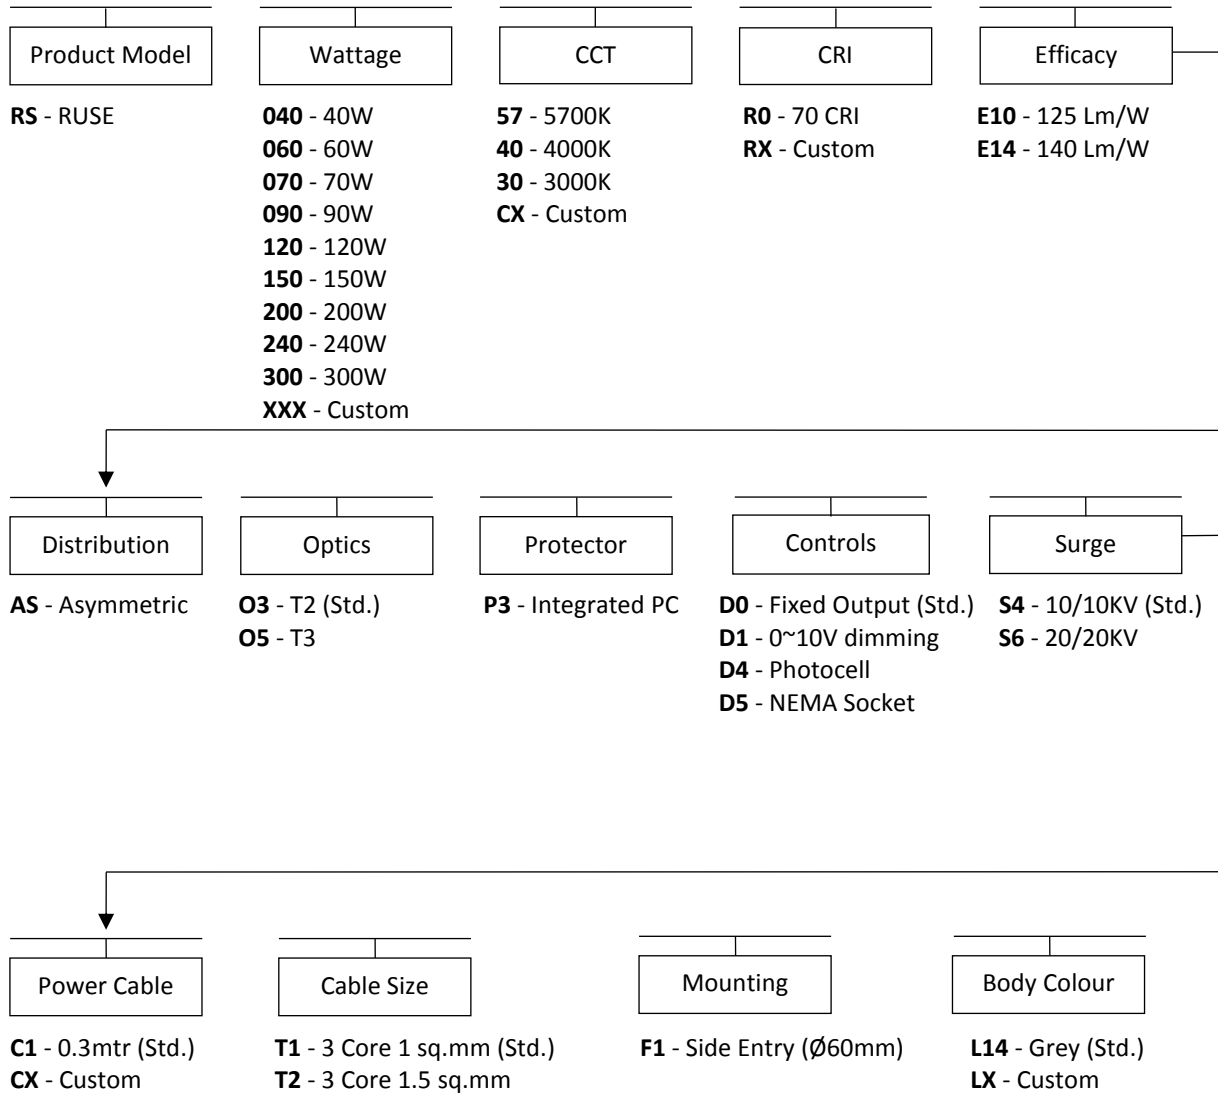 Product Model
Wattage
CCT
CRI
Efficacy
RS - RUSE
040 - 40W
060 - 60W
070 - 70W
090 - 90W
120 - 120W
150 - 150W
200 - 200W
240 - 240W
300 - 300W
XXX - Custom
57 - 5700K
40 - 4000K
30 - 3000K
CX - Custom
R0 - 70 CRI
RX - Custom
E10 - 125 Lm/W
E14 - 140 Lm/W
Distribution
Optics
Protector
Controls
Surge
AS - Asymmetric
O3 - T2 (Std.)
O5 - T3
P3 - Integrated PC
D0 - Fixed Output (Std.)
D1 - 0~10V dimming
D4 - Photocell
D5 - NEMA Socket
S4 - 10/10KV (Std.)
S6 - 20/20KV
Power Cable
Cable Size
Mounting
Body Colour
C1 - 0.3mtr (Std.)
CX - Custom
T1 - 3 Core 1 sq.mm (Std.)
T2 - 3 Core 1.5 sq.mm
F1 - Side Entry (Ø60mm)
L14 - Grey (Std.)
LX - Custom